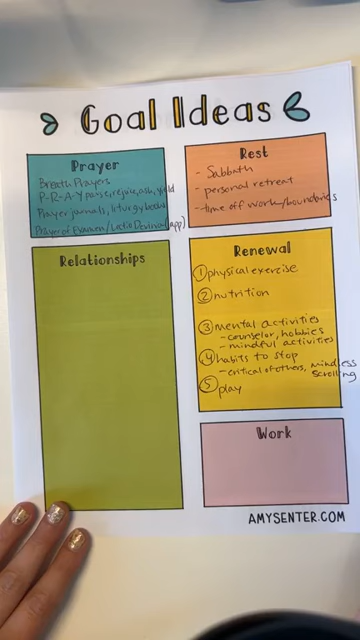 Goal Ideas
Prayer
Breath Prayers
P-R-A-Y pause, rejoice, ask, yield
Prayer journals, liturgy books
Prayer of Examen/Lectio Divina (app)
Rest
- Sabbath
- personal retreat
- time off work/boundaries
Relationships
Renewal
① physical exercise
② nutrition
③ mental activities
- counselor, hobbies
- mindful activities
④ habits to stop
- critical of others, mindless
scrolling
⑤ play
Work
AMYSENTER.COM